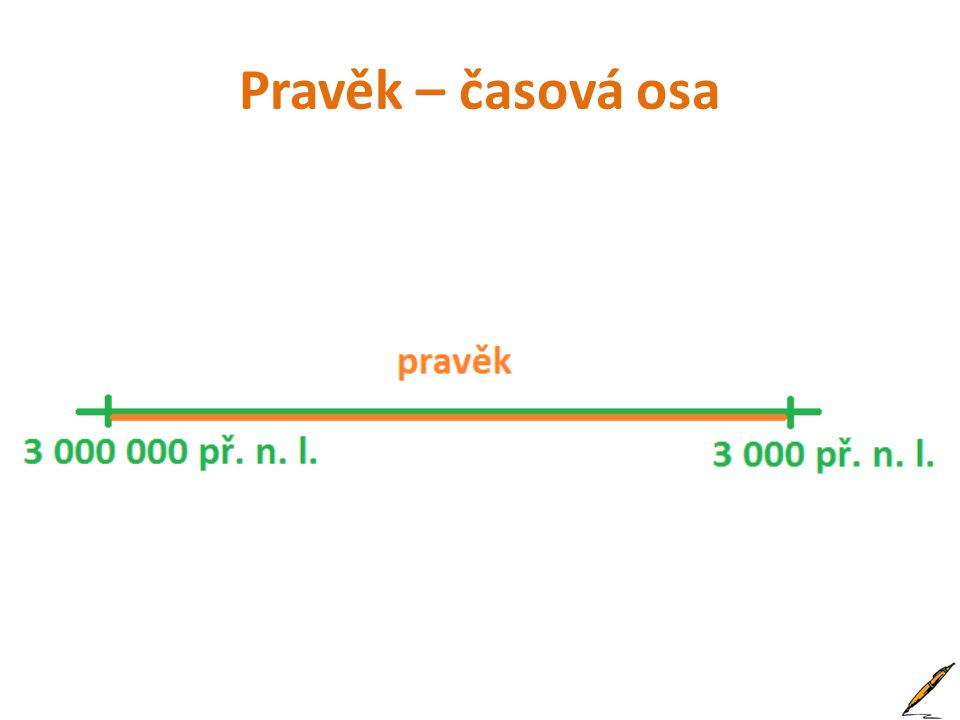 Pravěk – časová osa
pravěk
3 000 000 př. n. l.
3 000 př. n. l.